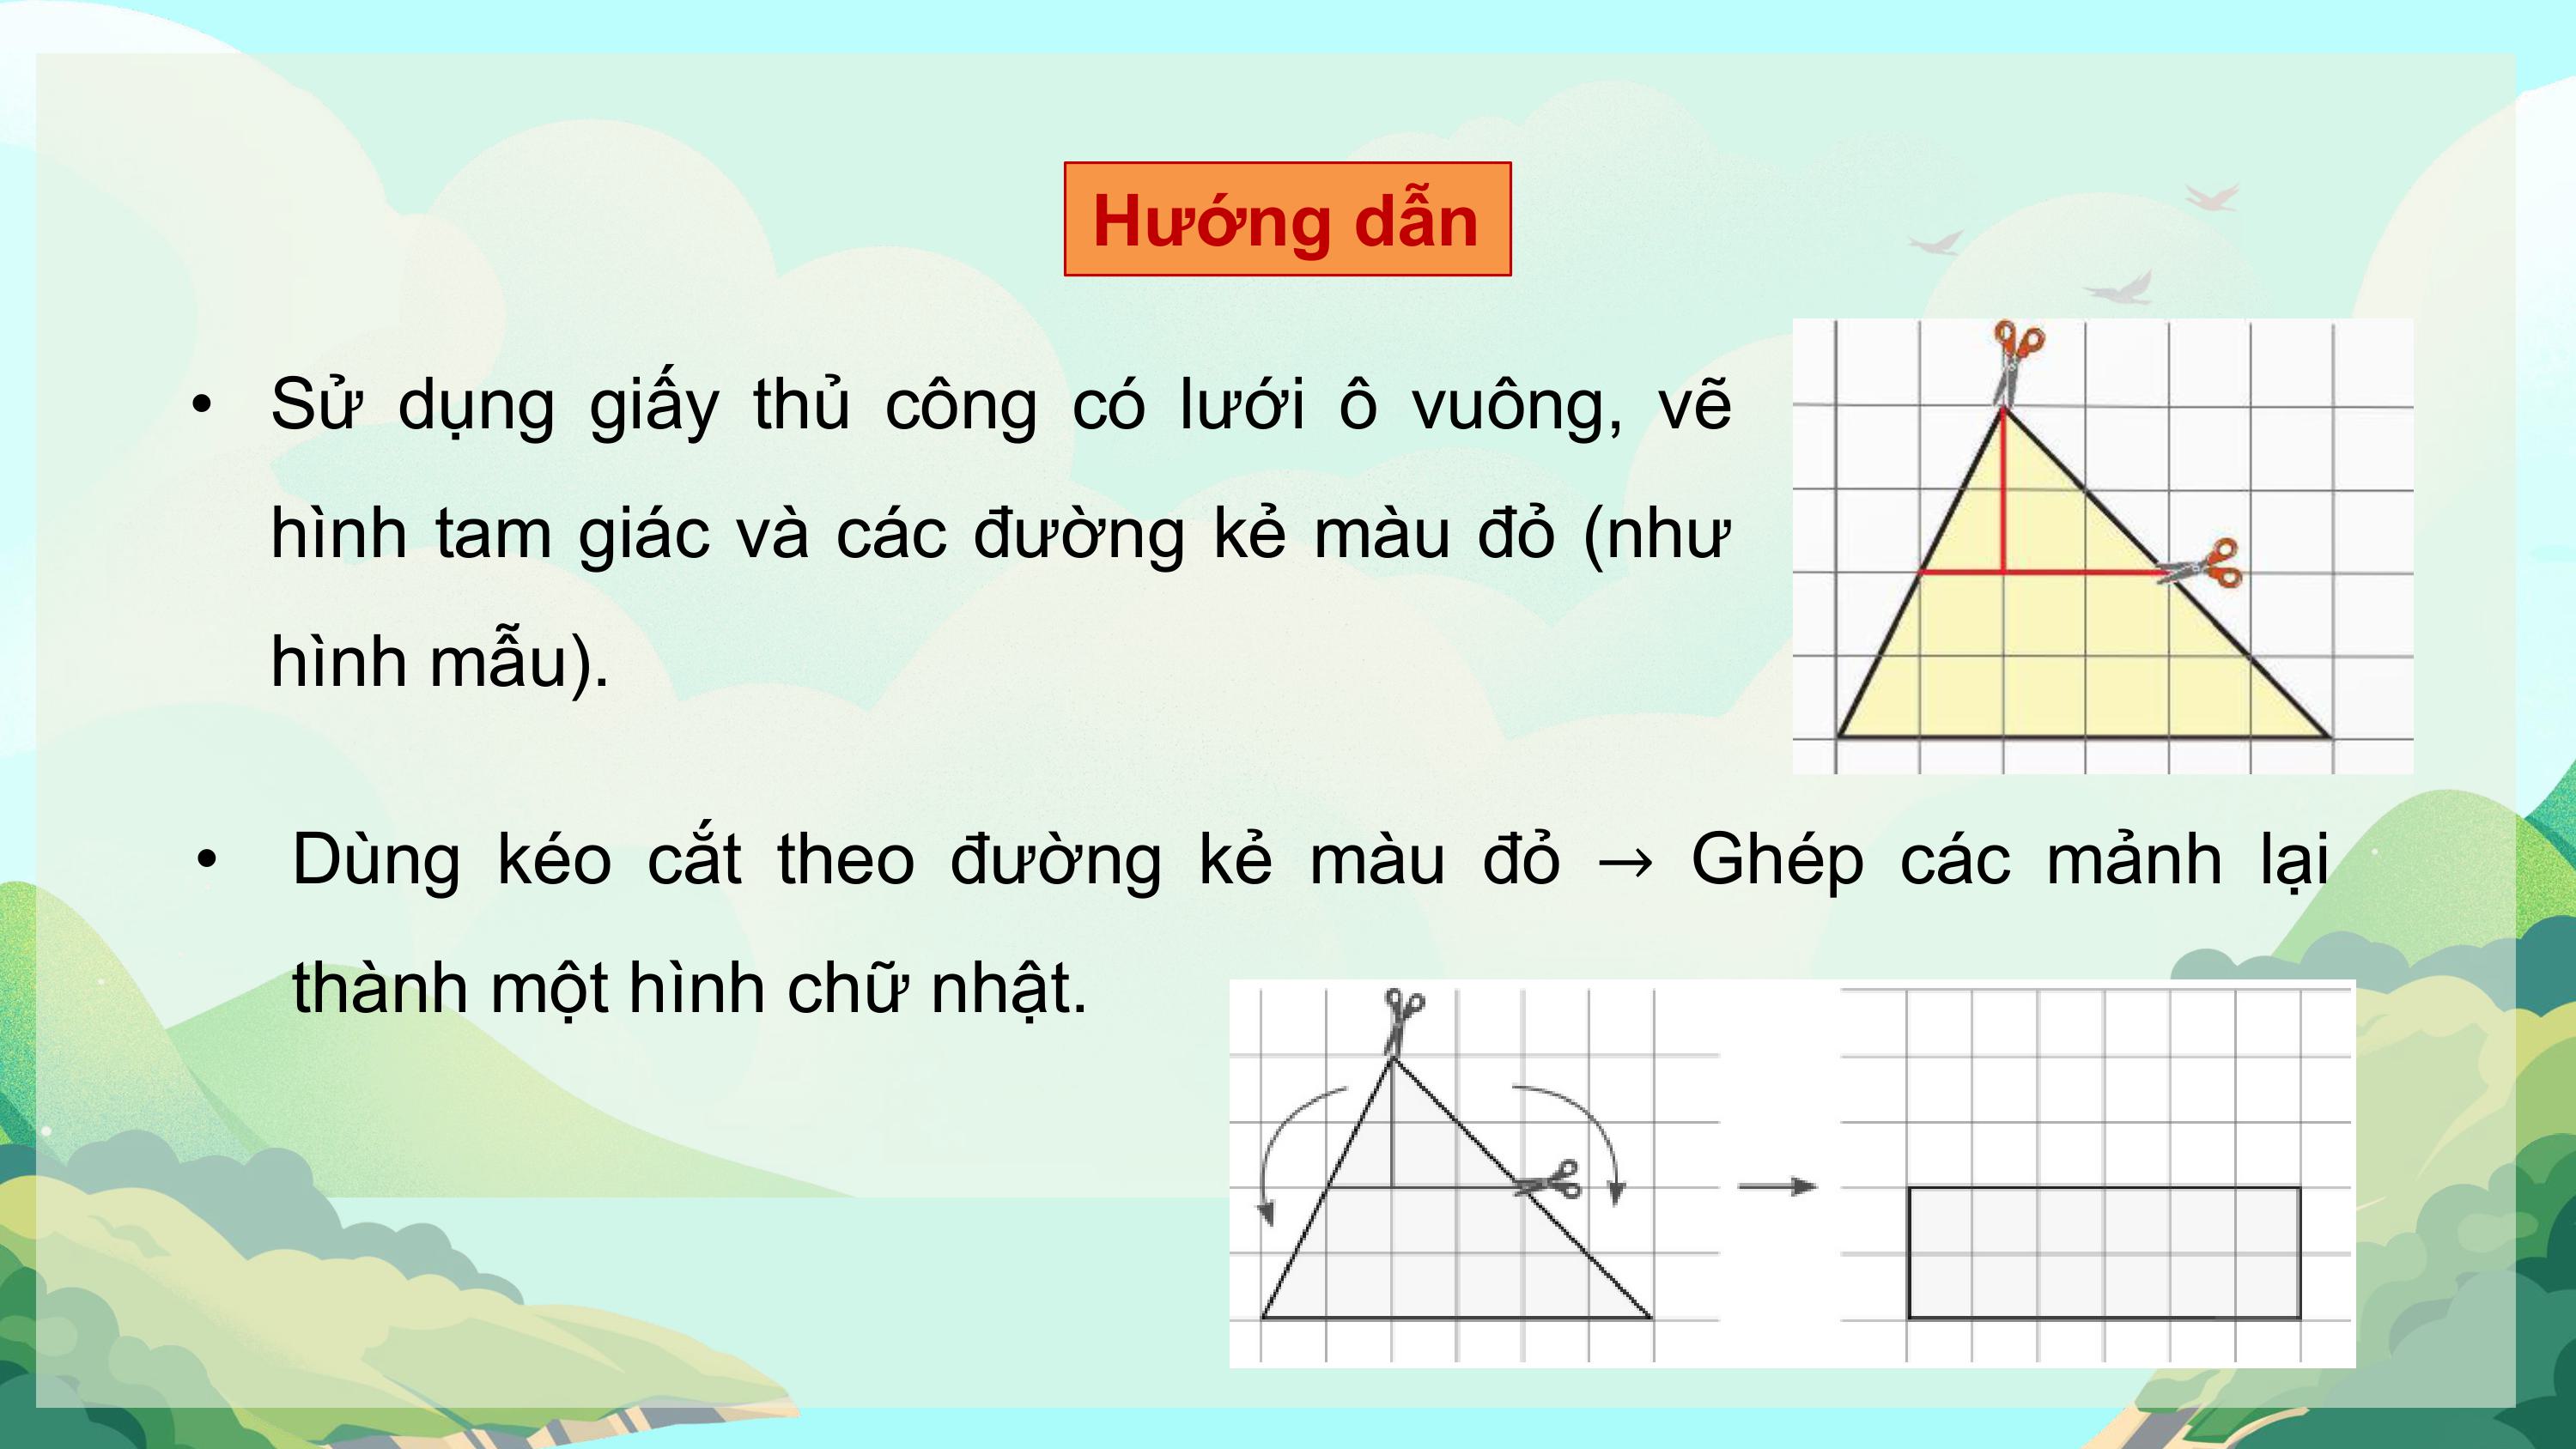 Hướng dẫn
• Sử dụng giấy thủ công có lưới ô vuông, vẽ
hình tam giác và các đường kẻ màu đỏ (như
hình mẫu).
• Dùng kéo cắt theo đường kẻ màu đỏ → Ghép các mảnh lại
thành một hình chữ nhật.